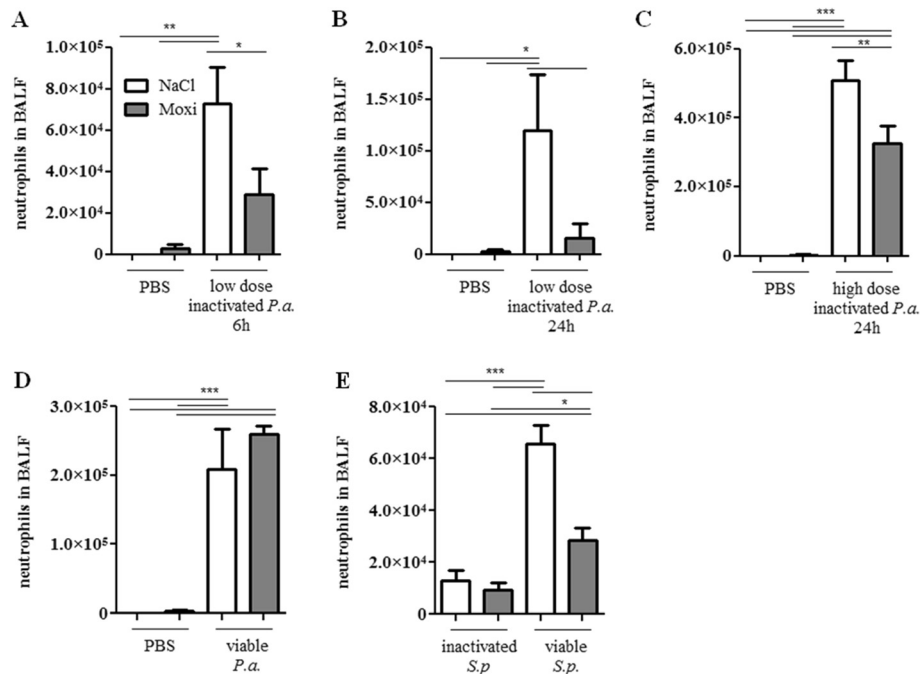 A
**
*
neutrophils in BALF
1.0×10⁵
8.0×10⁴
6.0×10⁴
4.0×10⁴
2.0×10⁴
0
NaCl
Moxi
PBS
low dose
inactivated P.a.
6h
B
*
neutrophils in BALF
2.0×10⁵
1.5×10⁵
1.0×10⁵
5.0×10⁴
0
PBS
low dose
inactivated P.a.
24h
C
***
**
neutrophils in BALF
6.0×10⁵
4.0×10⁵
2.0×10⁵
0
PBS
high dose
inactivated P.a.
24h
D
***
neutrophils in BALF
3.0×10⁵
2.0×10⁵
1.0×10⁵
0
PBS
viable
P.a.
E
***
*
neutrophils in BALF
8.0×10⁴
6.0×10⁴
4.0×10⁴
2.0×10⁴
0
inactivated
S.p
viable
S.p.